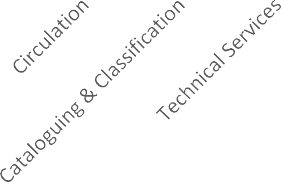 Circulation
Cataloguing & Classification
Technical Services